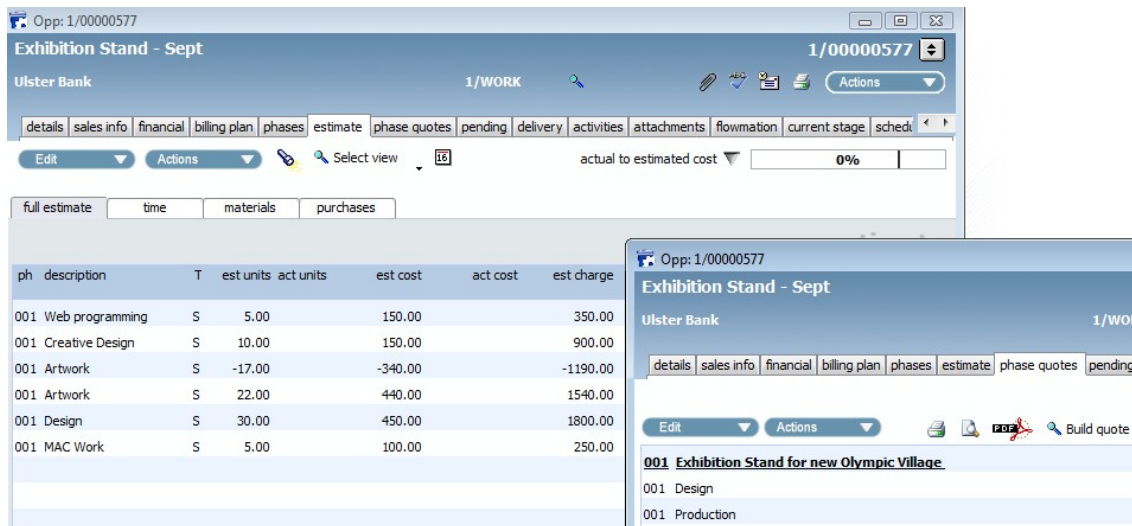 Opp: 1/00000577
Exhibition Stand - Sept 1/00000577
Ulster Bank 1/WORK ABC Actions
details sales info financial billing plan phases estimate phase quotes pending delivery activities attachments flowmation current stage
Edit Actions Select view 16 actual to estimated cost 0%
full estimate time materials purchases
ph description T est units act units est cost act cost est charge
001 Web programming S 5.00 150.00 350.00
001 Creative Design S 10.00 150.00 900.00
001 Artwork S -17.00 -340.00 -1190.00
001 Artwork S 22.00 440.00 1540.00
001 Design S 30.00 450.00 1800.00
001 MAC Work S 5.00 100.00 250.00
Opp: 1/00000577
Exhibition Stand - Sept
Ulster Bank 1/WO
details sales info financial billing plan phases estimate phase quotes pending
Edit Actions PDF Build quote
001 Exhibition Stand for new Olympic Village
001 Design
001 Production